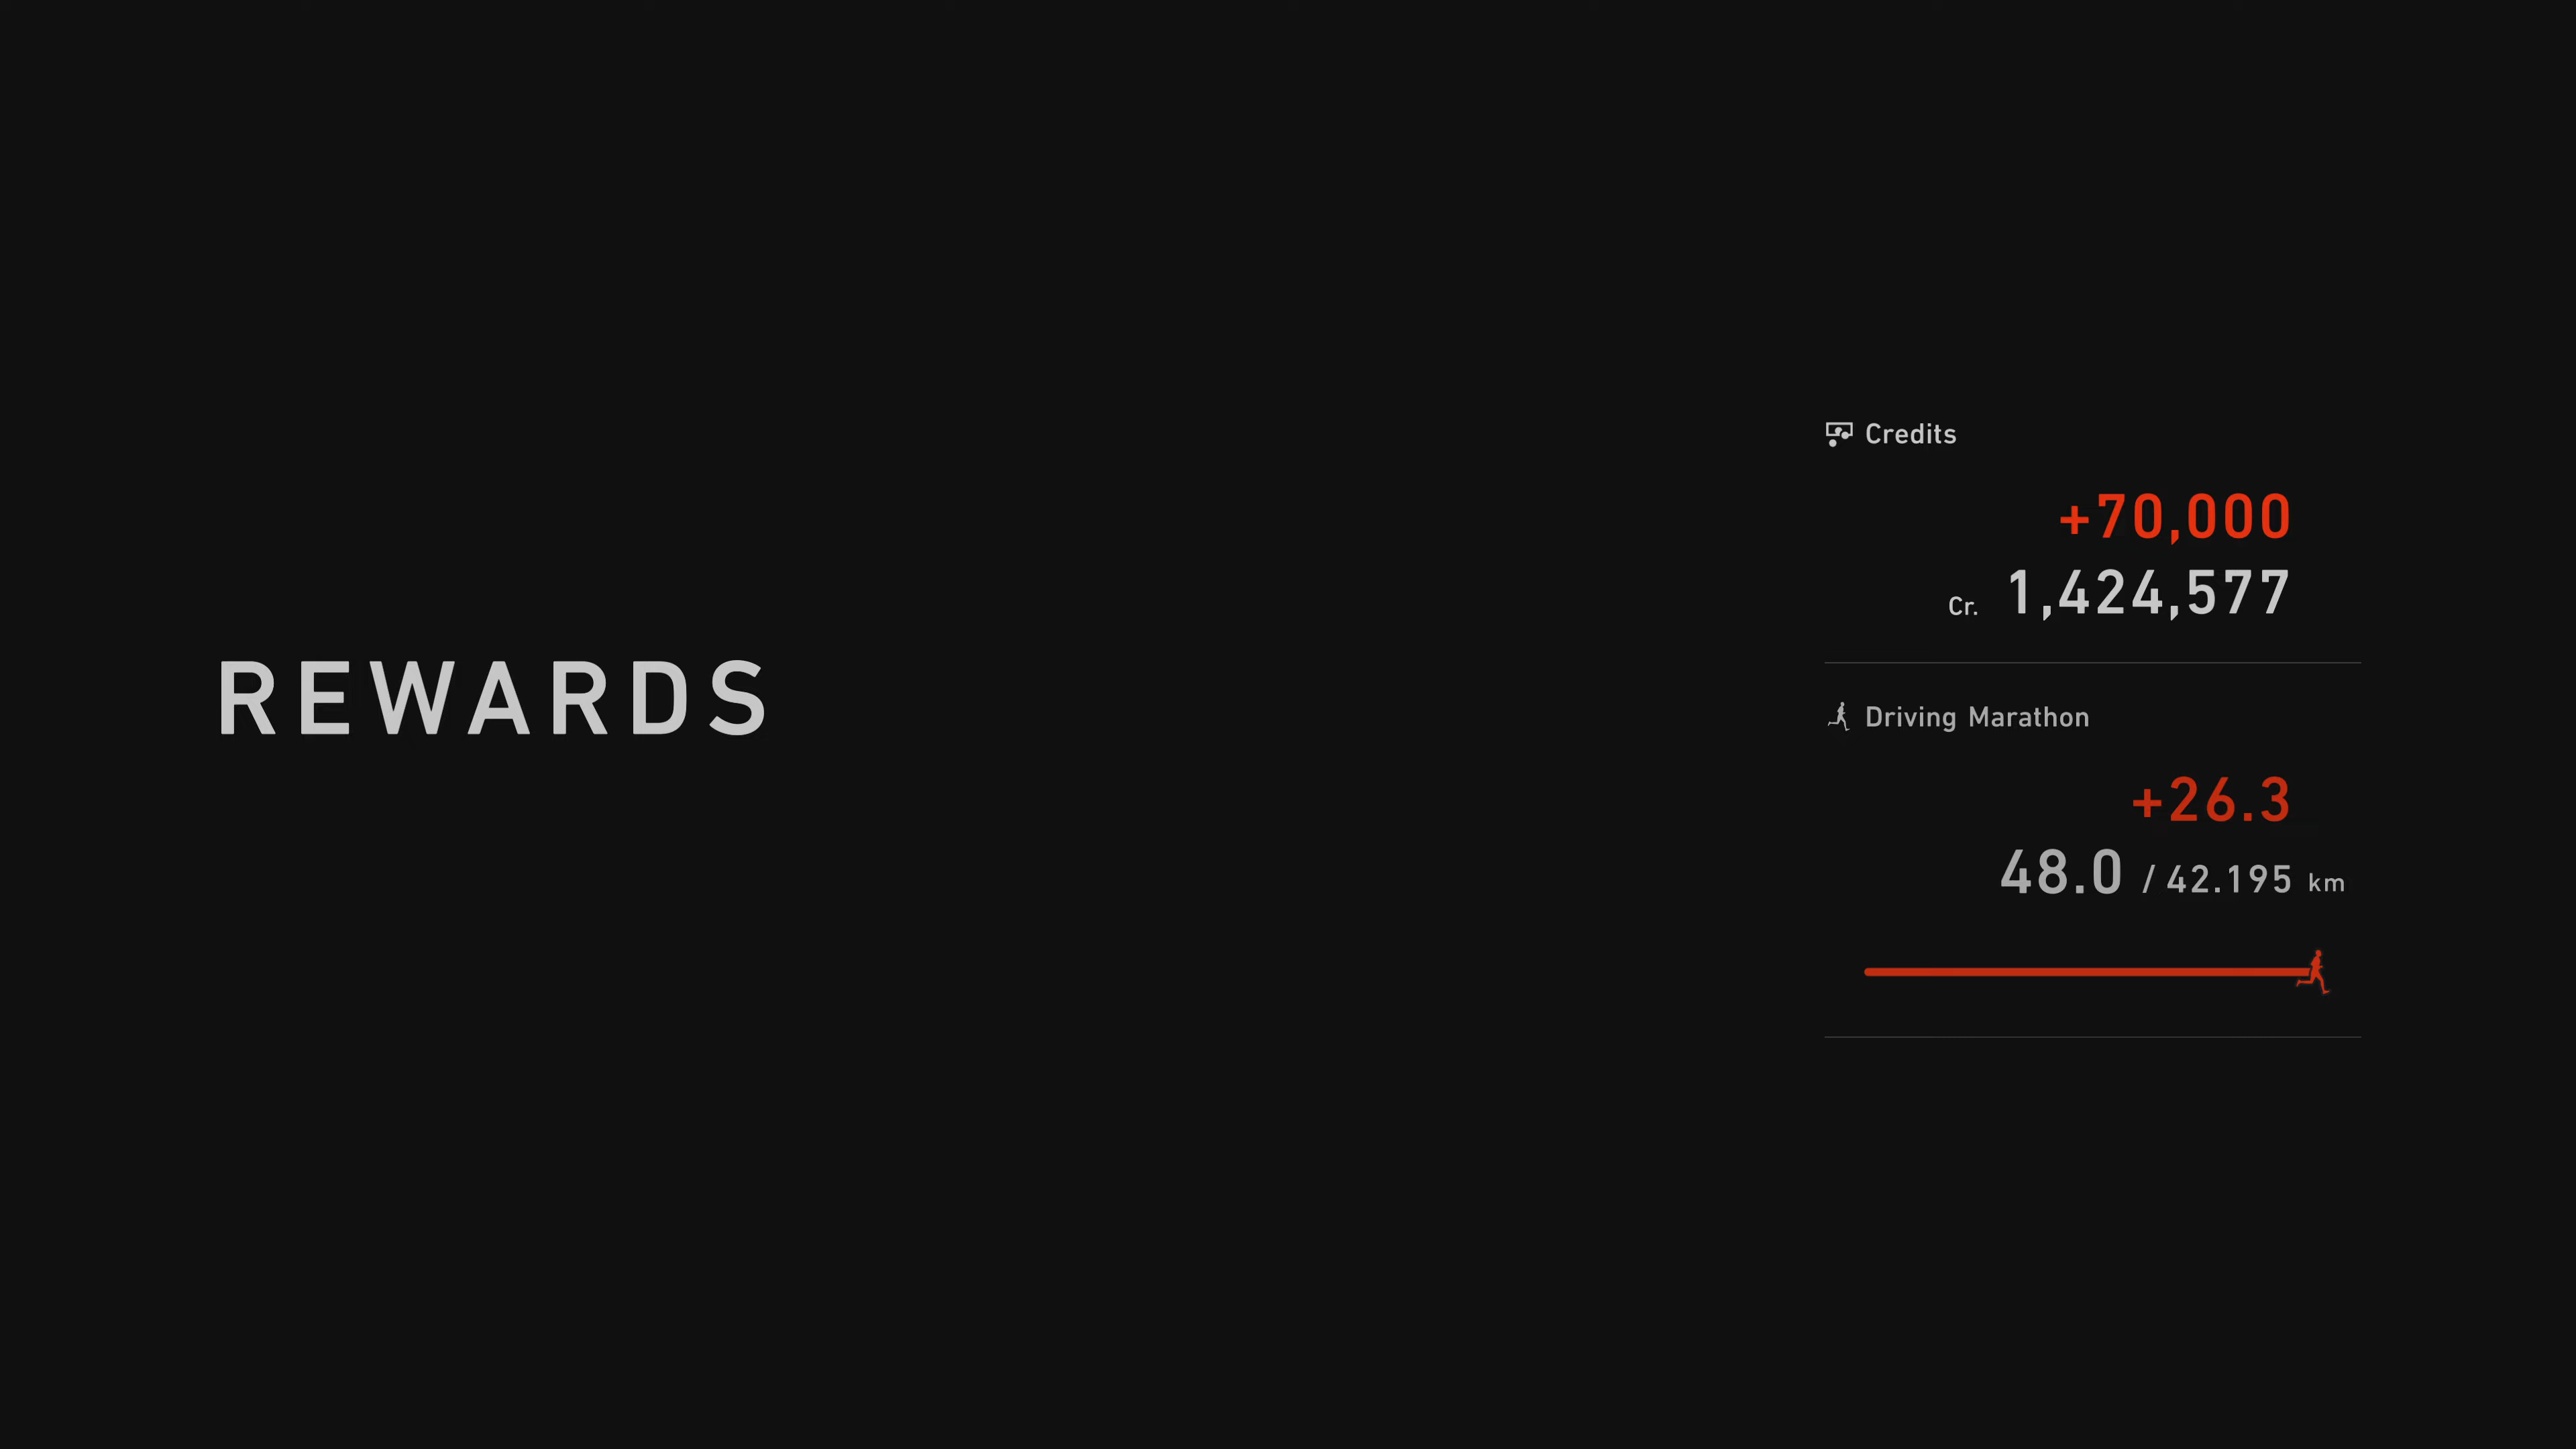 REWARDS
Credits
+70,000
Cr. 1,424,577
Driving Marathon
+26.3
48.0 / 42.195 km